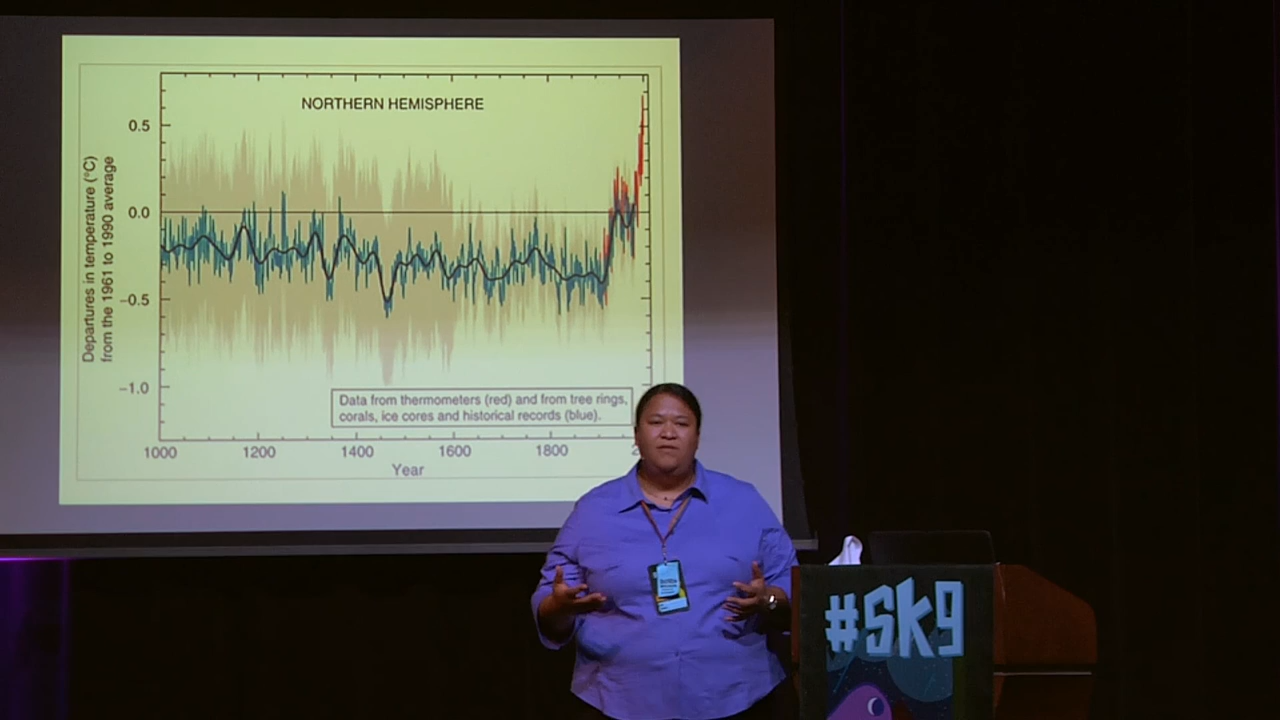 NORTHERN HEMISPHERE
Departures in temperature (°C)
from the 1961 to 1990 average
0.5
0.0
−0.5
−1.0
Data from thermometers (red) and from tree rings,
corals, ice cores and historical records (blue).
1000 1200 1400 1600 1800
Year
#sk9